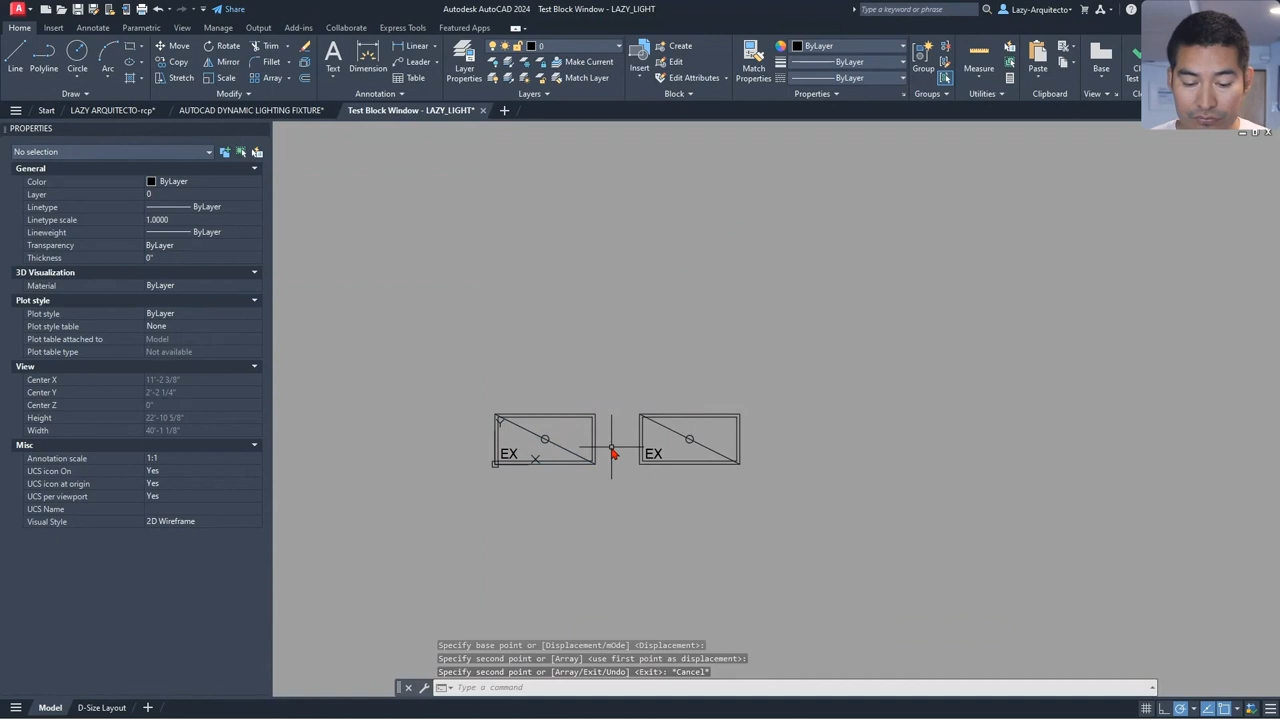 Share
Autodesk AutoCAD 2024 Test Block Window - LAZY_LIGHT
Type a keyword or phrase
Lazy-Arquitecto
Home Insert Annotate Parametric View Manage Output Add-ins Collaborate Express Tools Featured Apps
Line Polyline Circle Arc
Move Rotate Trim
Copy Mirror Fillet
Stretch Scale Array
Text Dimension
Linear
Leader
Table
Layer Properties
0
Make Current
Match Layer
Insert
Create
Edit
Edit Attributes
Match Properties
ByLayer
ByLayer
ByLayer
Group
Measure
Paste
Base
Draw Modify Annotation Layers Block Properties Groups Utilities Clipboard View
Start LAZY ARQUITECTO-rcp* AUTOCAD DYNAMIC LIGHTING FIXTURE* Test Block Window - LAZY_LIGHT*
PROPERTIES
No selection
General
Color ByLayer
Layer 0
Linetype ByLayer
Linetype scale 1.0000
Lineweight ByLayer
Transparency ByLayer
Thickness 0"
3D Visualization
Material ByLayer
Plot style
Plot style ByLayer
Plot style table None
Plot table attached to Model
Plot table type Not available
View
Center X 11'-2 3/8"
Center Y 2'-2 1/4"
Center Z 0"
Height 22'-10 5/8"
Width 40'-1 1/8"
Misc
Annotation scale 1:1
UCS icon On Yes
UCS icon at origin Yes
UCS per viewport Yes
UCS Name
Visual Style 2D Wireframe
Y
EX X EX
Specify base point or [Displacement/mOde] <Displacement>:
Specify second point or [Array] <use first point as displacement>:
Specify second point or [Array/Exit/Undo] <Exit>: *Cancel*
Type a command
Model D-Size Layout